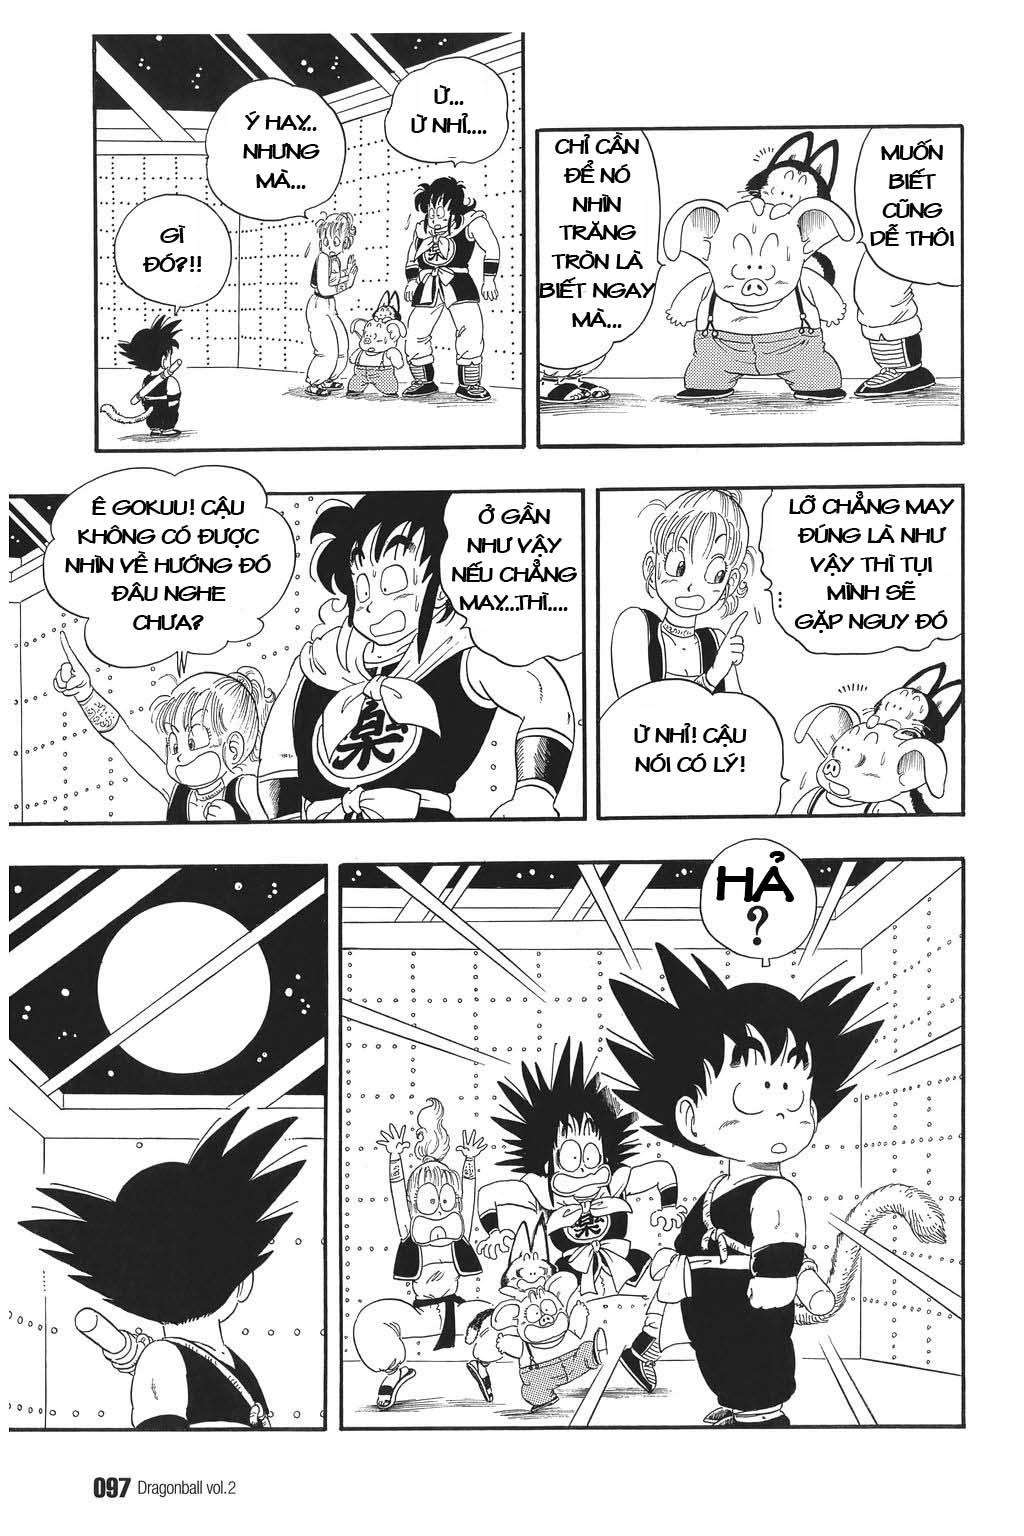 MUỐN
BIẾT
CŨNG
DỄ THÔI
CHỈ CẦN
ĐỂ NÓ
NHÌN
TRĂNG
TRÒN LÀ
BIẾT NGAY
MÀ...
Ừ...
Ừ NHỈ....
Ý HAY...
NHƯNG
MÀ...
GÌ
ĐÓ?!!
LỠ CHẲNG MAY
ĐÚNG LÀ NHƯ
VẬY THÌ TỤI
MÌNH SẼ
GẶP NGUY ĐÓ
...
Ừ NHỈ! CẬU
NÓI CÓ LÝ!
Ở GẦN
NHƯ VẬY
NẾU CHẲNG
MAY...THÌ....
Ê GOKUU! CẬU
KHÔNG CÓ ĐƯỢC
NHÌN VỀ HƯỚNG ĐÓ
ĐÂU NGHE
CHƯA?
亀
HẢ
?
亀
097 Dragonball vol.2